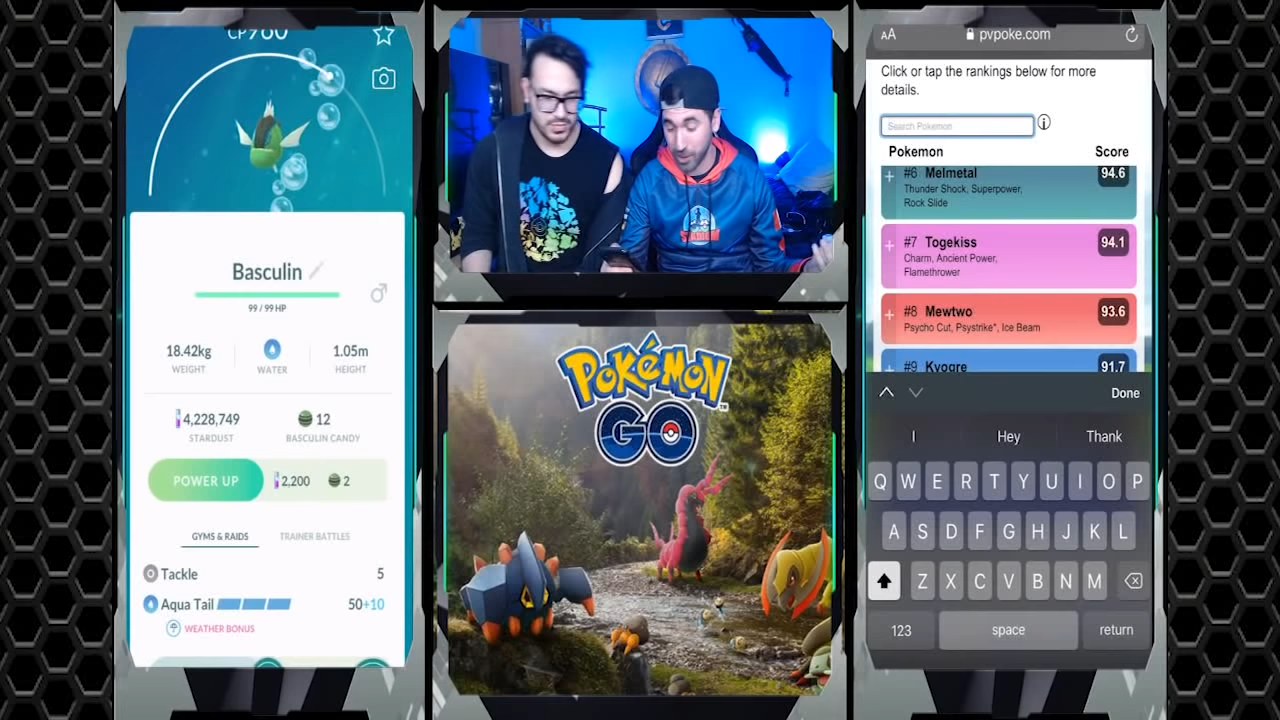 CP980
Basculin
99 / 99 HP
18.42kg
WEIGHT
WATER
1.05m
HEIGHT
4,228,749
STARDUST
12
BASCULIN CANDY
POWER UP
2,200
2
GYMS & RAIDS
TRAINER BATTLES
Tackle
5
Aqua Tail
50+10
WEATHER BONUS
POKÉMON
GO
AA
pvpoke.com
Click or tap the rankings below for more
details.
Search Pokemon
Pokemon
Score
#6 Melmetal
94.6
Thunder Shock, Superpower,
Rock Slide
#7 Togekiss
94.1
Charm, Ancient Power,
Flamethrower
#8 Mewtwo
93.6
Psycho Cut, Psystrike*, Ice Beam
#9 Kyogre
91.7
Done
I
Hey
Thank
Q W E R T Y U I O P
A S D F G H J K L
Z X C V B N M
123
space
return